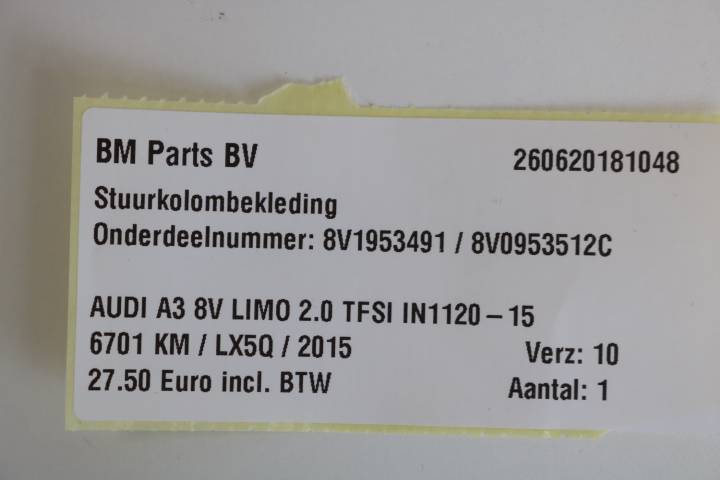 BM Parts BV 260620181048
Stuurkolombekleding
Onderdeelnummer: 8V1953491 / 8V0953512C
AUDI A3 8V LIMO 2.0 TFSI IN1120-15
6701 KM / LX5Q / 2015 Verz: 10
27.50 Euro incl. BTW Aantal: 1